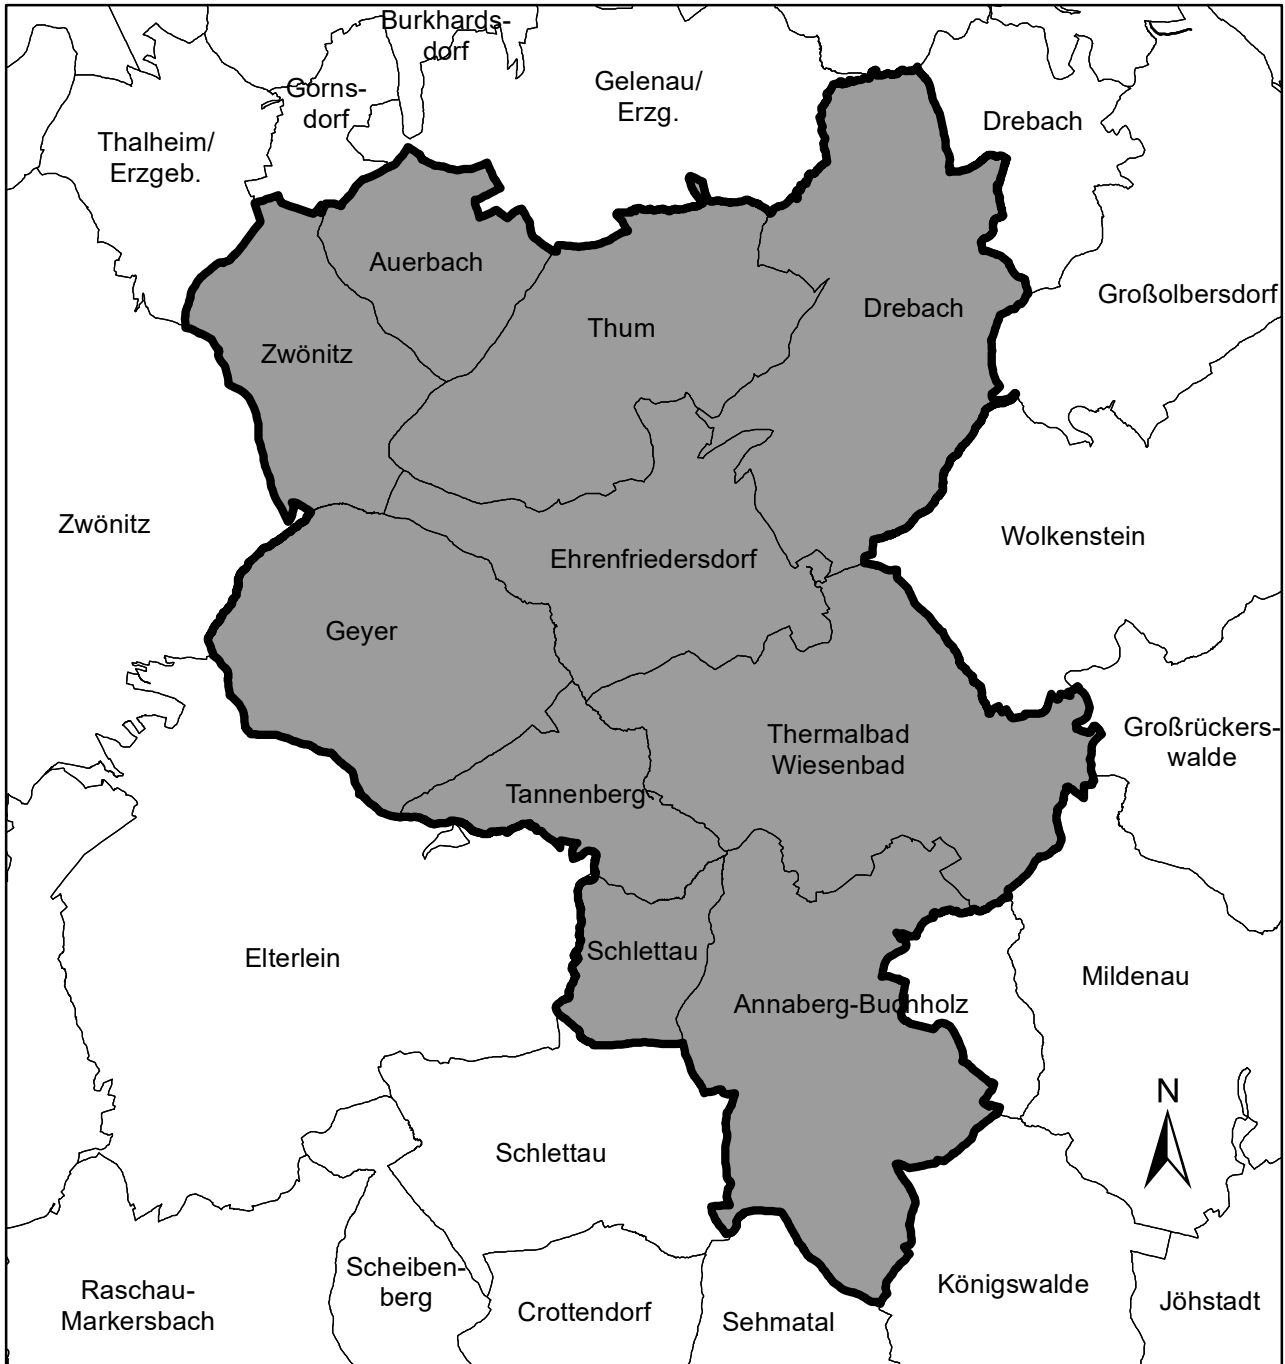 Burkhards-
dorf
Gorns-
dorf
Gelenau/
Erzg.
Drebach
Thalheim/
Erzgeb.
Auerbach
Großolbersdorf
Drebach
Thum
Zwönitz
Zwönitz
Wolkenstein
Ehrenfriedersdorf
Geyer
Thermalbad
Wiesenbad
Großrückers-
walde
Tannenberg
Schlettau
Elterlein
Mildenau
Annaberg-Buchholz
N
Schlettau
Scheiben-
berg
Raschau-
Markersbach
Crottendorf
Sehmatal
Königswalde
Jöhstadt